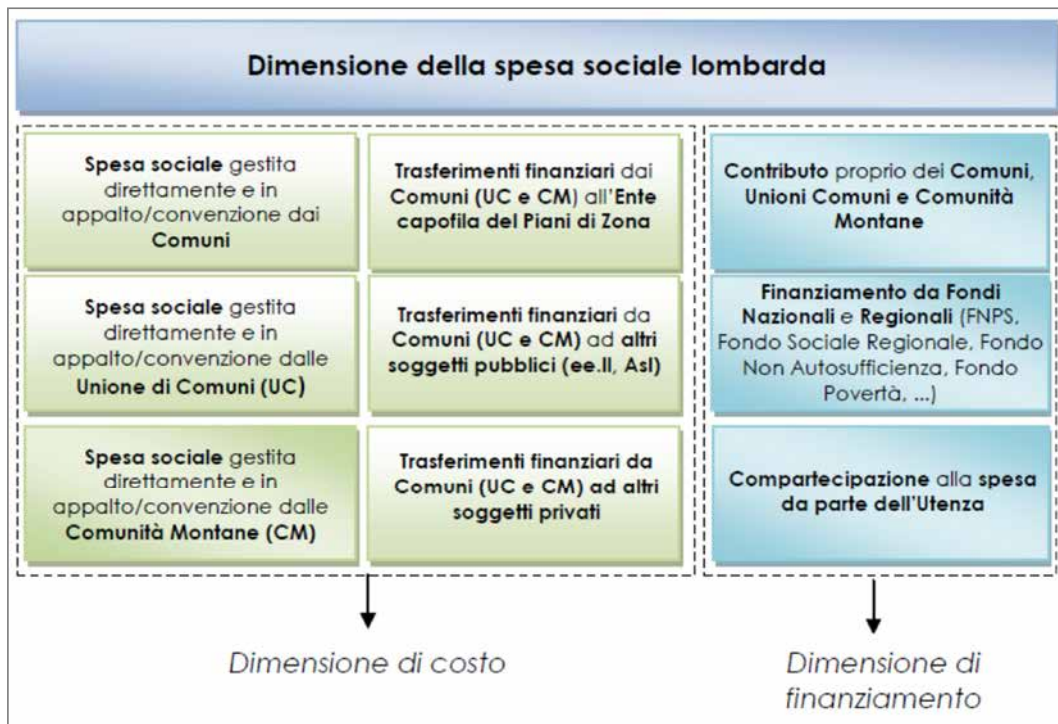 Dimensione della spesa sociale lombarda
Spesa sociale gestita
direttamente e in
appalto/convenzione dai
Comuni
Trasferimenti finanziari dai
Comuni (UC e CM) all'Ente
capofila del Piani di Zona
Contributo proprio dei Comuni,
Unioni Comuni e Comunità
Montane
Spesa sociale gestita
direttamente e in
appalto/convenzione dalle
Unione di Comuni (UC)
Trasferimenti finanziari da
Comuni (UC e CM) ad altri
soggetti pubblici (ee.ll, Asl)
Finanziamento da Fondi
Nazionali e Regionali (FNPS,
Fondo Sociale Regionale, Fondo
Non Autosufficienza, Fondo
Povertà, ...)
Spesa sociale gestita
direttamente e in
appalto/convenzione dalle
Comunità Montane (CM)
Trasferimenti finanziari da
Comuni (UC e CM) ad altri
soggetti privati
Compartecipazione alla spesa
da parte dell'Utenza
Dimensione di costo
Dimensione di
finanziamento